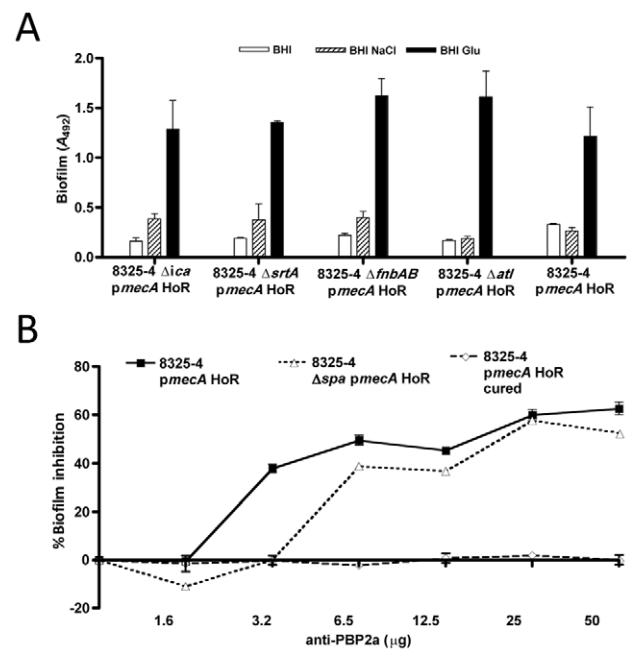 A
BHI BHI NaCl BHI Glu
2.0
1.5
1.0
0.5
0.0
Biofilm (A492)
8325-4 Δica pmecA HoR
8325-4 ΔsrtA pmecA HoR
8325-4 ΔfnbAB pmecA HoR
8325-4 Δatl pmecA HoR
8325-4 pmecA HoR
B
8325-4 pmecA HoR
8325-4 Δspa pmecA HoR
8325-4 pmecA HoR cured
80
60
40
20
0
-20
% Biofilm inhibition
1.6 3.2 6.5 12.5 25 50
anti-PBP2a (μg)